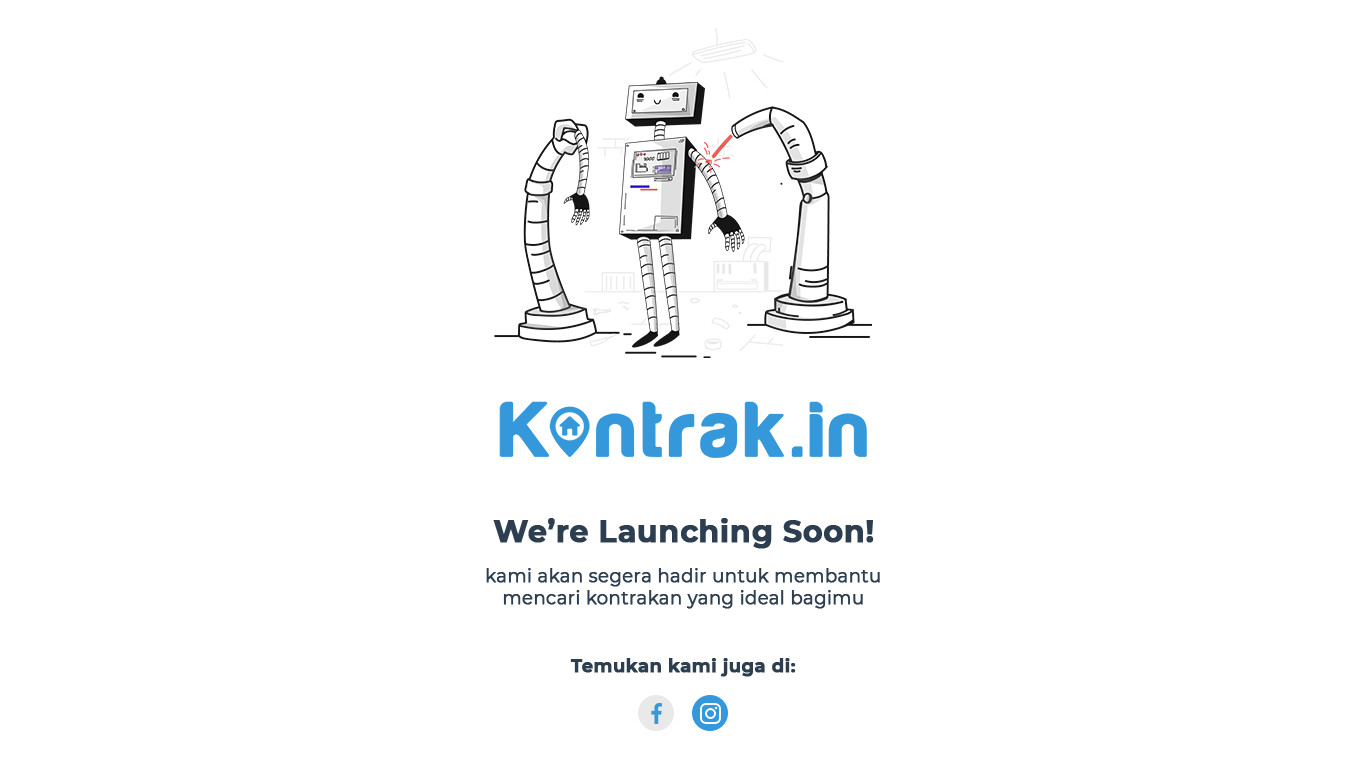 Kontrak.in
We're Launching Soon!
kami akan segera hadir untuk membantu
mencari kontrakan yang ideal bagimu
Temukan kami juga di: